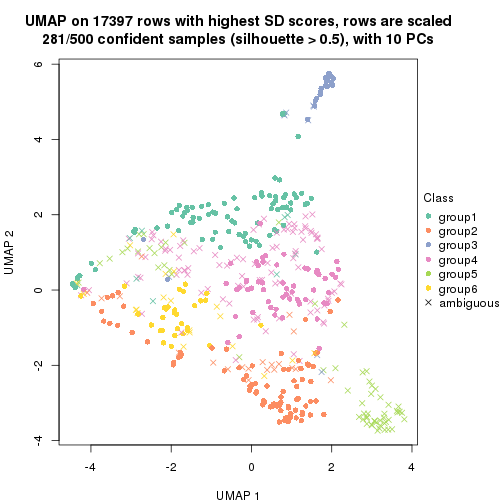 UMAP on 17397 rows with highest SD scores, rows are scaled
281/500 confident samples (silhouette > 0.5), with 10 PCs
6
4
2
0
-2
-4
UMAP 2
-4
-2
0
2
4
UMAP 1
Class
group1
group2
group3
group4
group5
group6
ambiguous